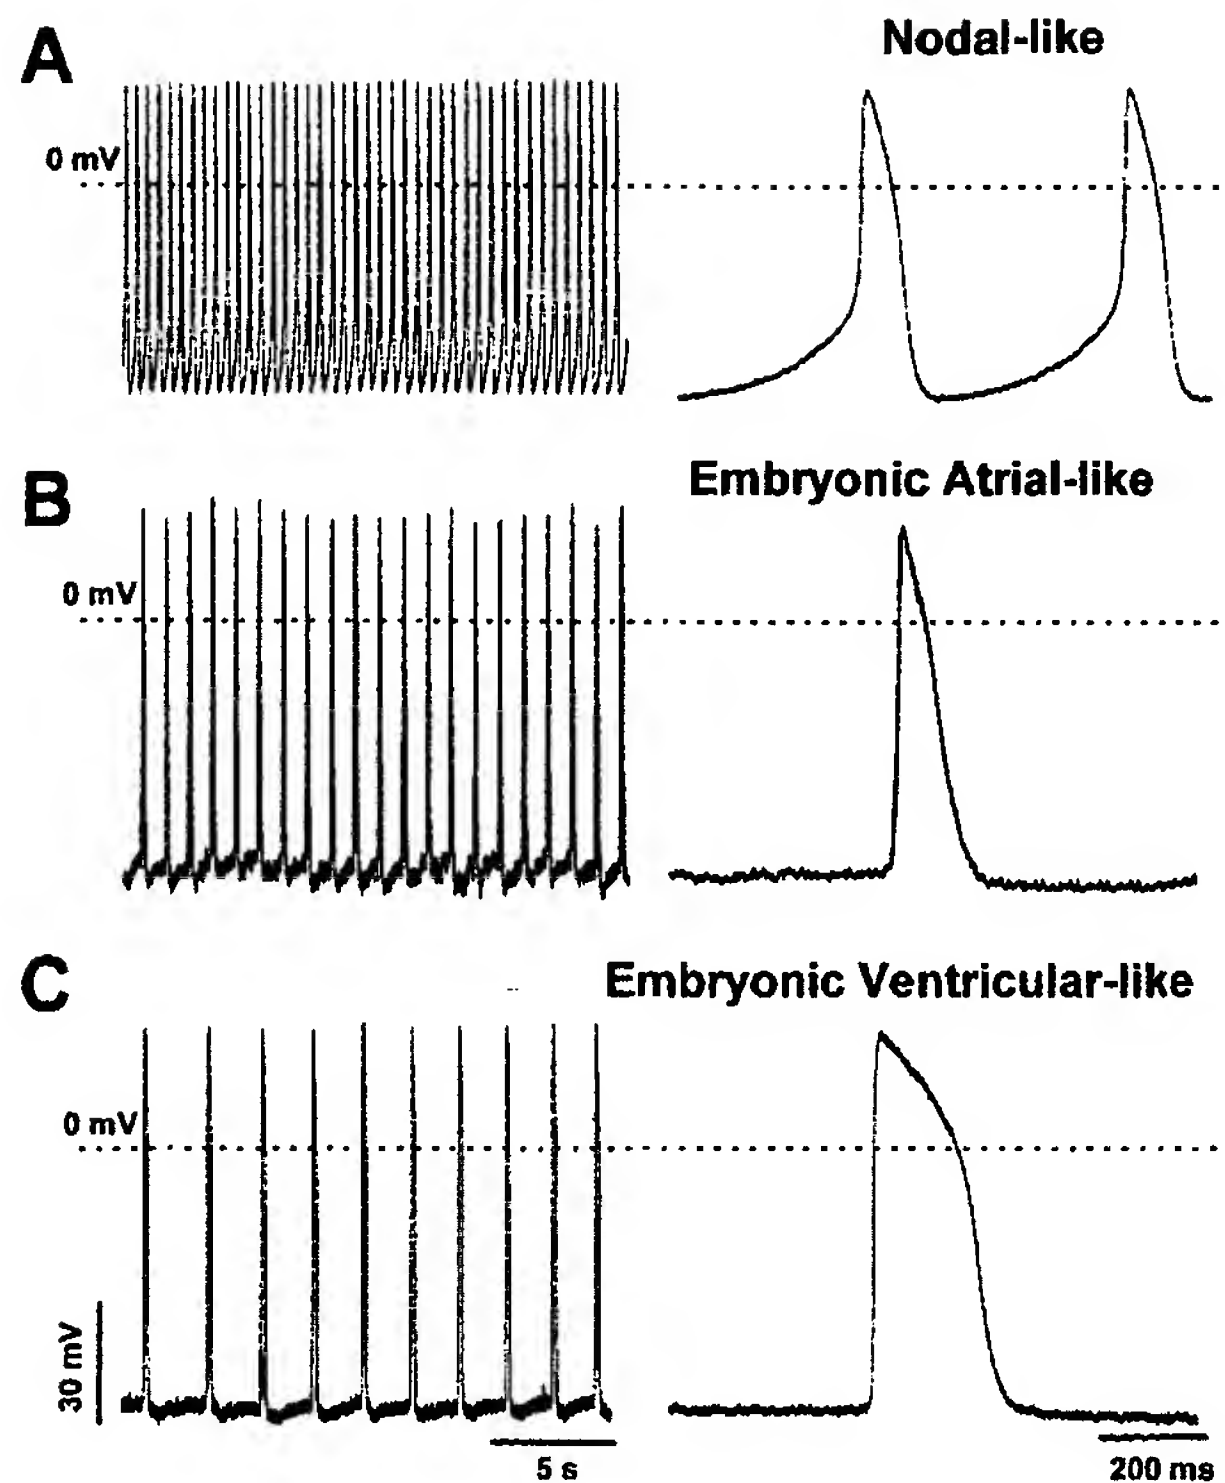 A
Nodal-like
0 mV
B
Embryonic Atrial-like
0 mV
C
Embryonic Ventricular-like
0 mV
30 mV
5 s
200 ms